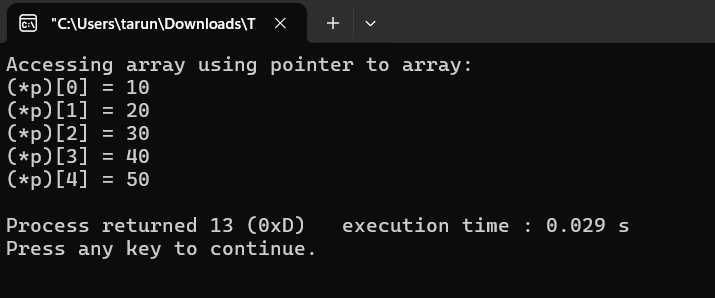 "C:\Users\tarun\Downloads\T
Accessing array using pointer to array:
(*p)[0] = 10
(*p)[1] = 20
(*p)[2] = 30
(*p)[3] = 40
(*p)[4] = 50
Process returned 13 (0xD)   execution time : 0.029 s
Press any key to continue.